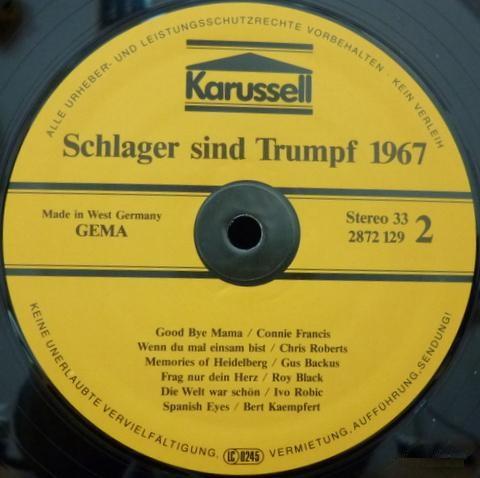 ALLE URHEBER- UND LEISTUNGSSCHUTZRECHTE VORBEHALTEN · KEIN VERLEIH
Karussell
Schlager sind Trumpf 1967
Made in West Germany
GEMA
Stereo 33
2872 129
2
Good Bye Mama / Connie Francis
Wenn du mal einsam bist / Chris Roberts
Memories of Heidelberg / Gus Backus
Frag nur dein Herz / Roy Black
Die Welt war schön / Ivo Robic
Spanish Eyes / Bert Kaempfert
KEINE UNERLAUBTE VERVIELFÄLTIGUNG, VERMIETUNG, AUFFÜHRUNG, SENDUNG!
LC 0245